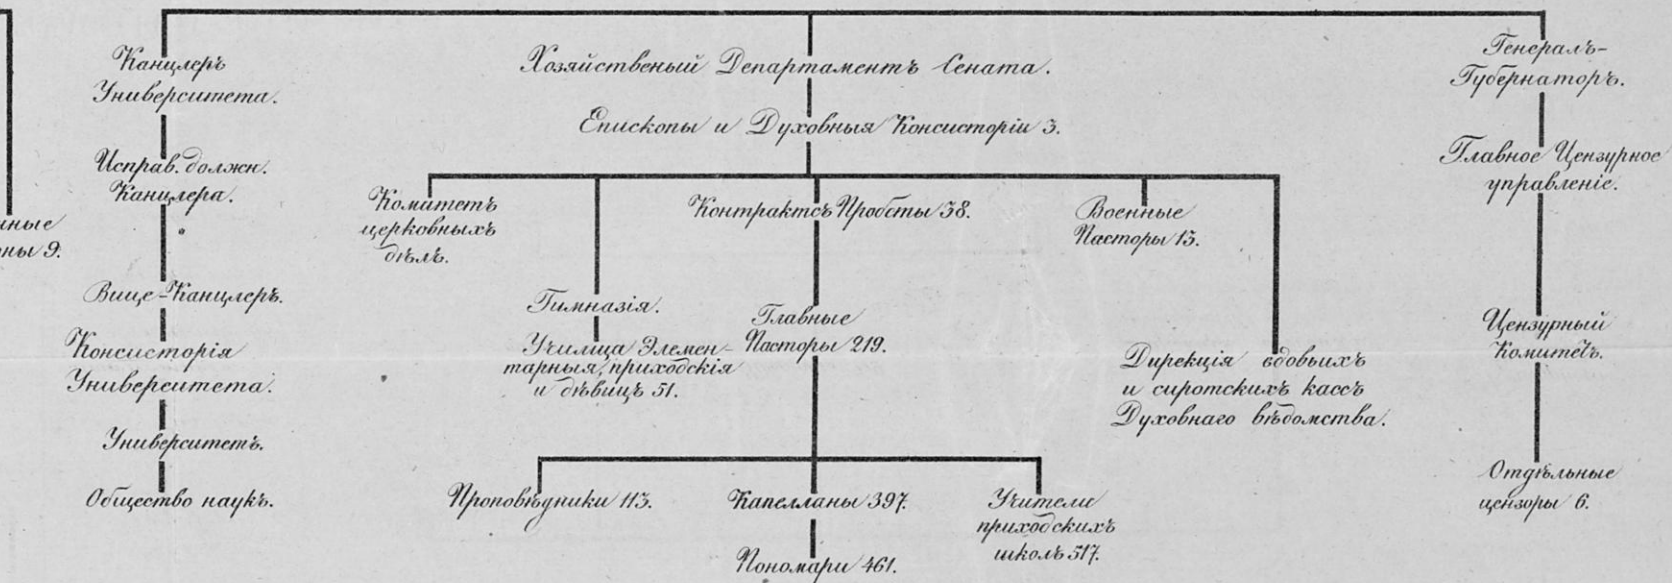 Канцлеръ
Университета.
Исправ. должн.
Канцлера.
Вице-Канцлеръ.
Консисторія
Университета.
Университетъ.
Общество наукъ.
Хозяйственый Департаментъ Сената.
Епископы и Духовныя Консисторіи 3.
Комитетъ
церковныхъ
дѣлъ.
Гимназія.
Училища Элемен-
тарныя, приходскія
и дѣвицъ 51.
Контрактсъ Пробсты 38.
Главные
Пасторы 219.
Военные
Пасторы 13.
Дирекція вдовьихъ
и сиротскихъ кассъ
Духовнаго вѣдомства.
Проповѣдники 113.
Капелланы 397.
Пономари 461.
Учители
приходскихъ
школъ 517.
Генералъ-
Губернаторъ.
Главное Цензурное
управленіе.
Цензурный
Комитетъ.
Отдѣльные
цензоры 6.
9.